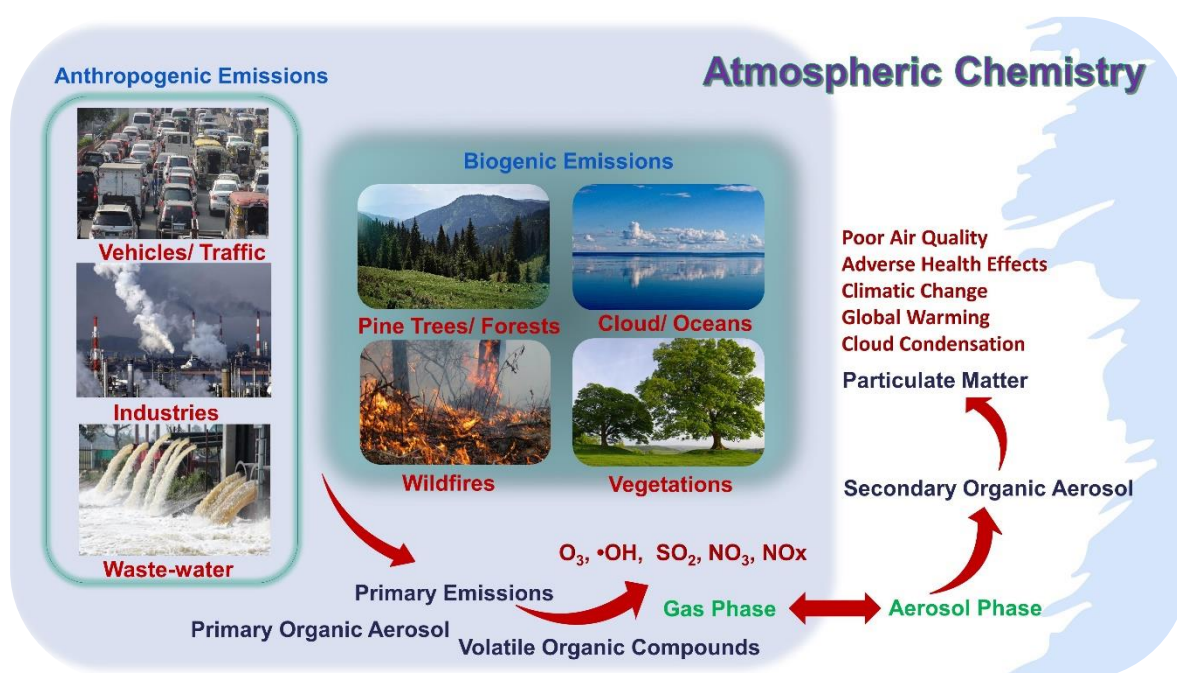 Atmospheric Chemistry
Anthropogenic Emissions
Vehicles/ Traffic
Industries
Waste-water
Biogenic Emissions
Pine Trees/ Forests
Cloud/ Oceans
Wildfires
Vegetations
Primary Emissions
Primary Organic Aerosol
Volatile Organic Compounds
O₃, •OH, SO₂, NO₃, NOx
Gas Phase
Aerosol Phase
Secondary Organic Aerosol
Particulate Matter
Poor Air Quality
Adverse Health Effects
Climatic Change
Global Warming
Cloud Condensation